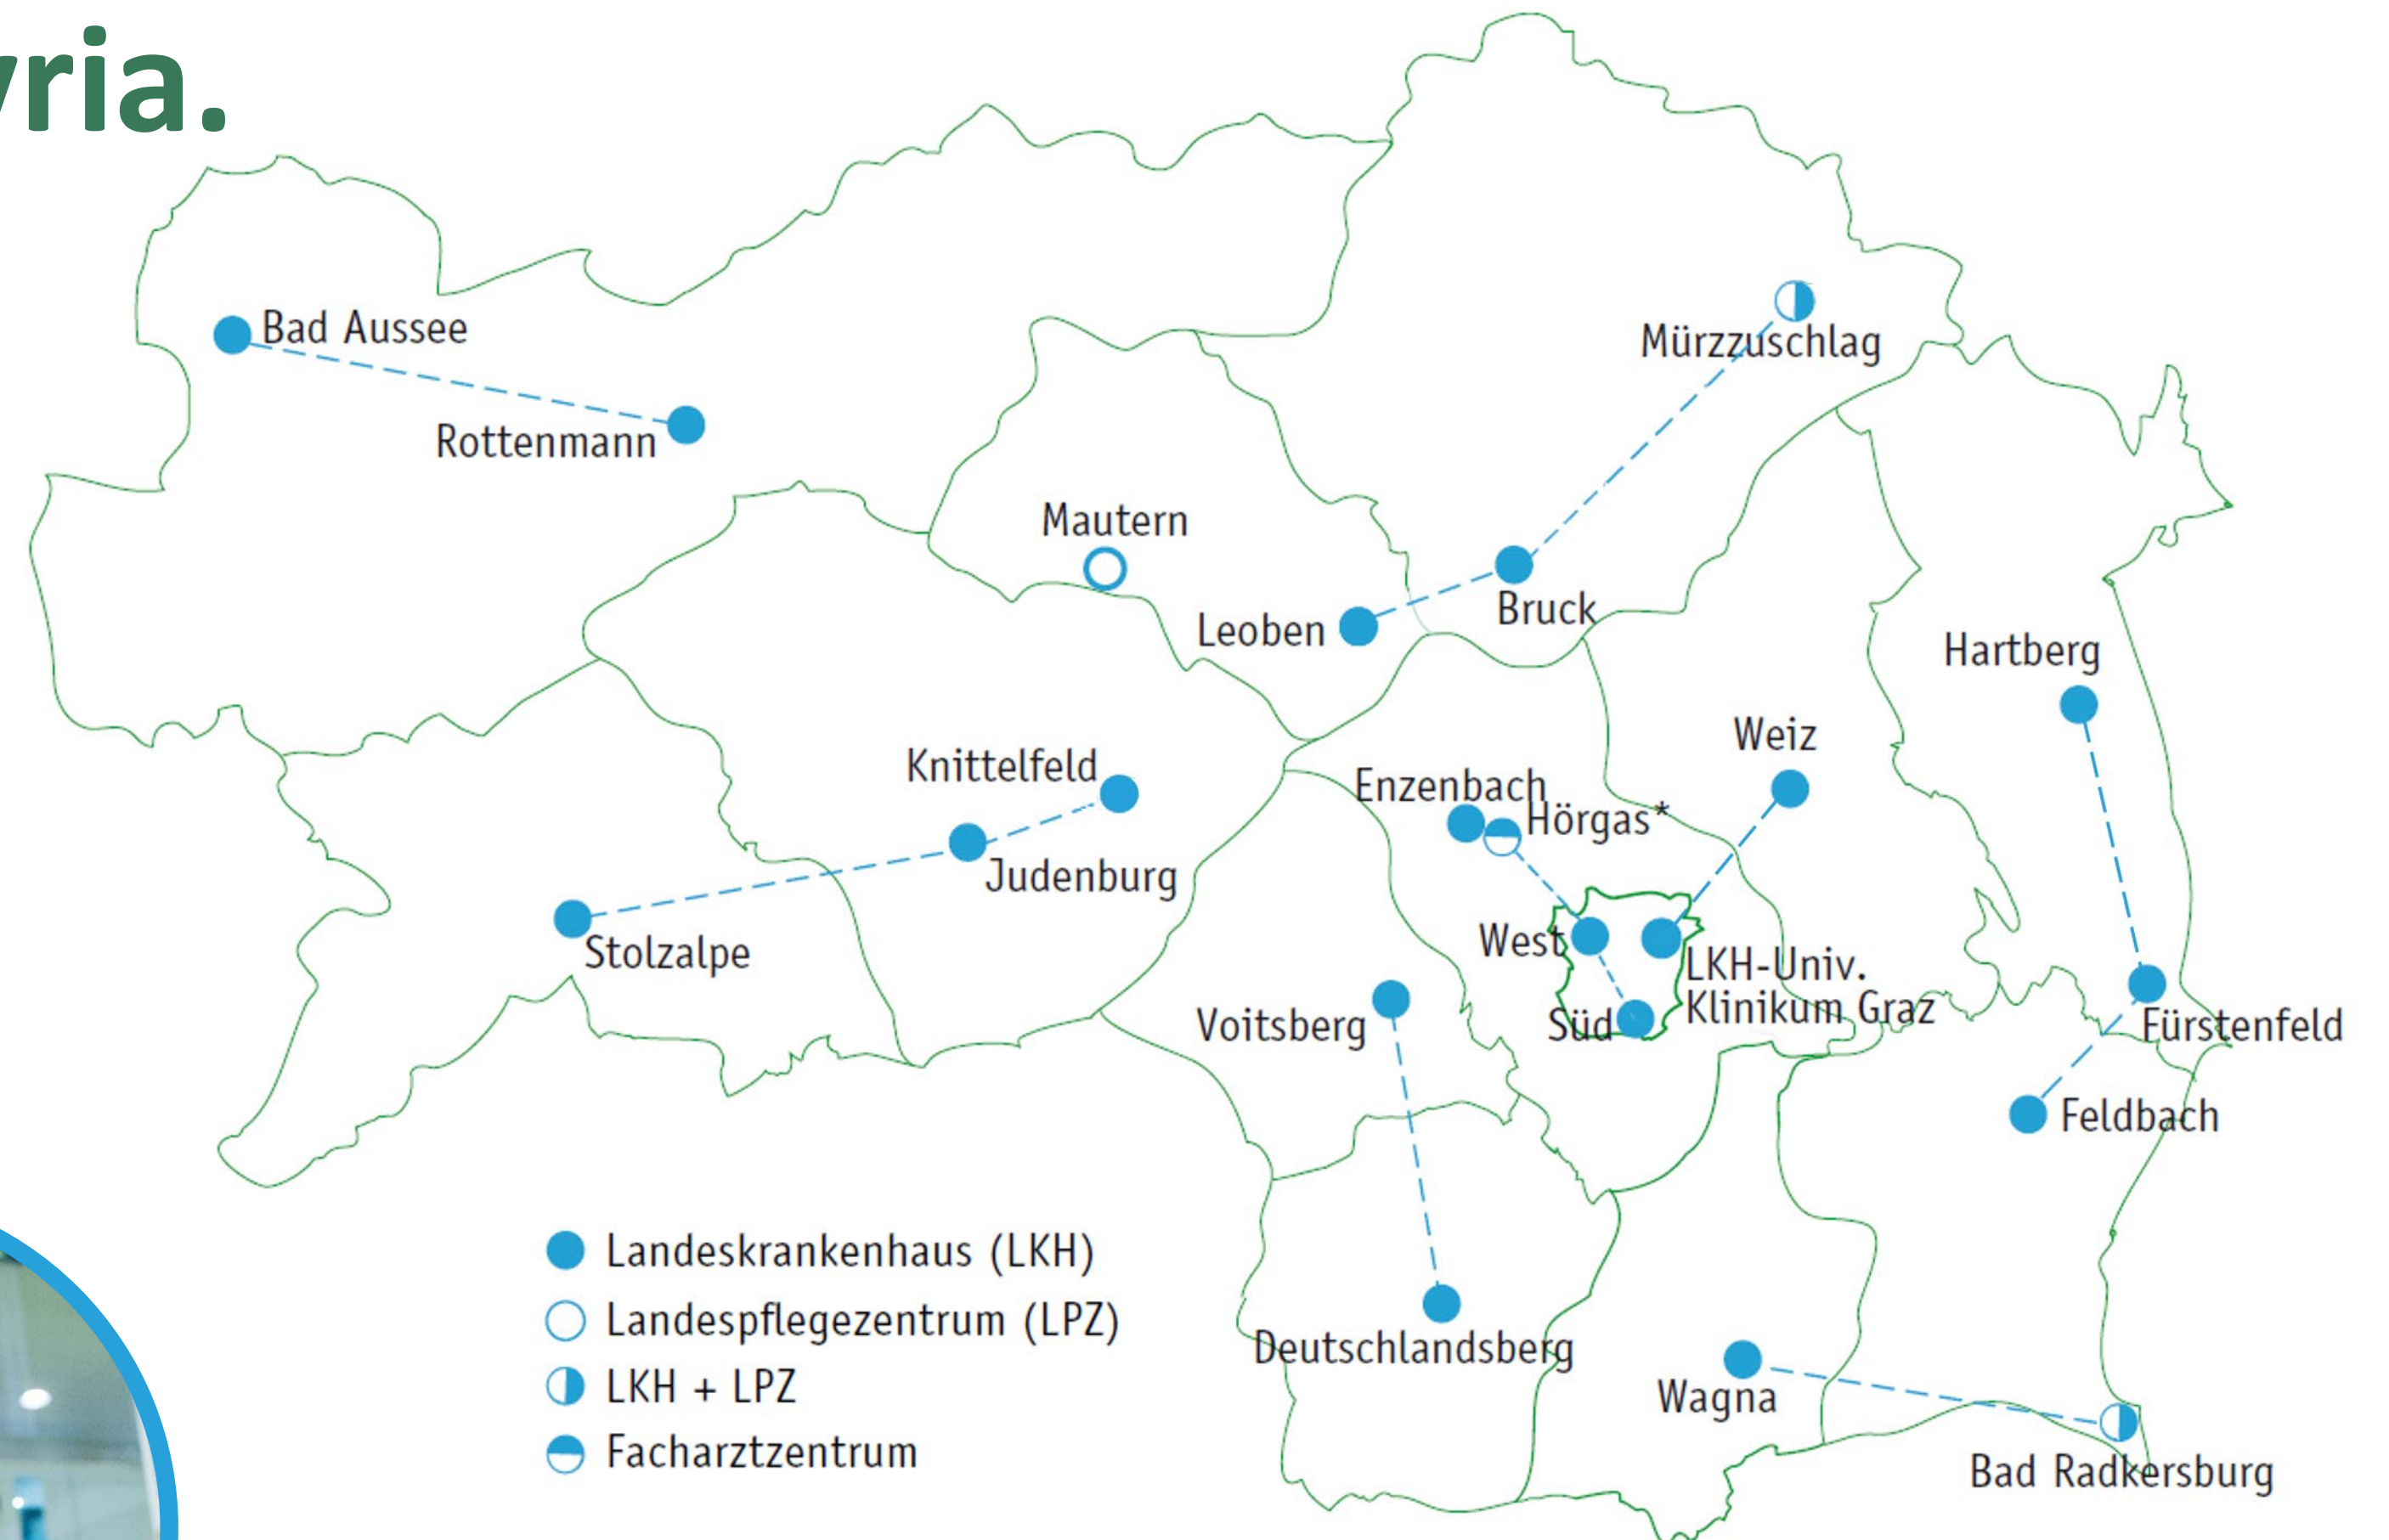 yria.
Bad Aussee
Rottenmann
Mürzzuschlag
Mautern
Leoben
Bruck
Hartberg
Weiz
Knittelfeld
Enzenbach
Hörgas*
Judenburg
Stolzalpe
West
LKH-Univ.
Klinikum Graz
Süd
Voitsberg
Fürstenfeld
Feldbach
Deutschlandsberg
Wagna
Bad Radkersburg
Landeskrankenhaus (LKH)
Landespflegezentrum (LPZ)
LKH + LPZ
Facharztzentrum